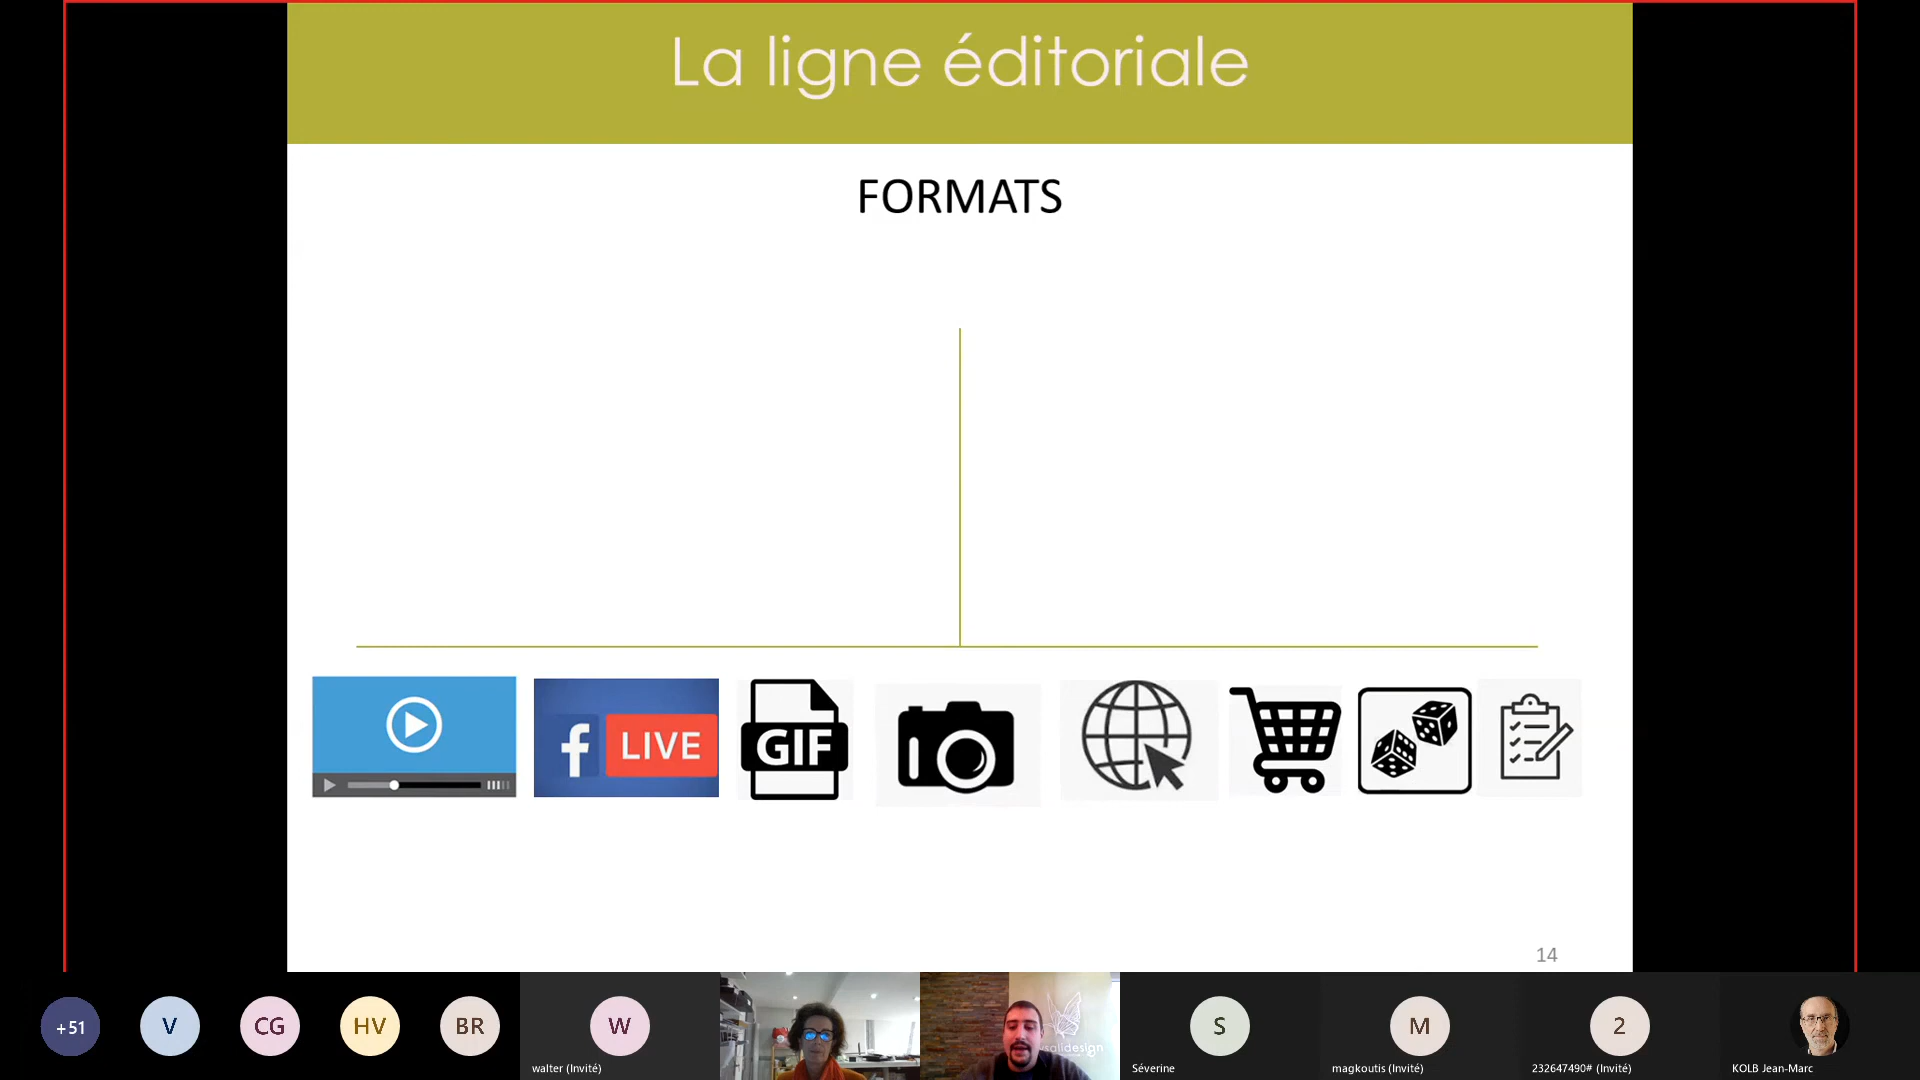 La ligne éditoriale
FORMATS
f LIVE
GIF
14
+51
V
CG
HV
BR
W
walter (Invité)
salidesign
S
Séverine
M
magkoutis (Invité)
2
232647490# (Invité)
KOLB Jean-Marc